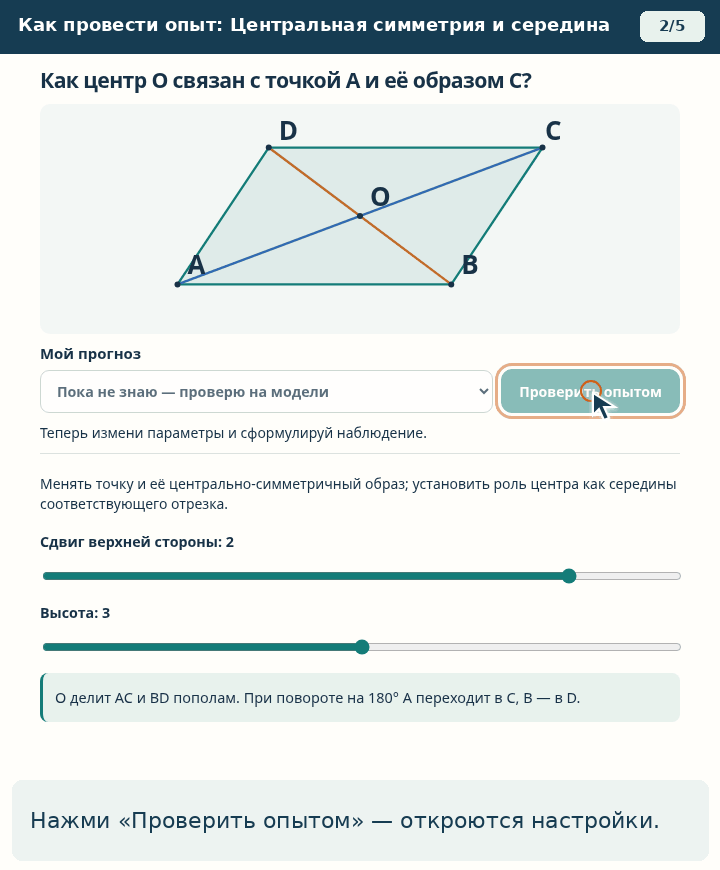 Как провести опыт: Центральная симметрия и середина
2/5
Как центр O связан с точкой A и её образом C?
D
C
O
A
B
Мой прогноз
Пока не знаю — проверю на модели
Проверить опытом
Теперь измени параметры и сформулируй наблюдение.
Менять точку и её центрально-симметричный образ; установить роль центра как середины
соответствующего отрезка.
Сдвиг верхней стороны: 2
Высота: 3
O делит AC и BD пополам. При повороте на 180° A переходит в C, B — в D.
Нажми «Проверить опытом» — откроются настройки.